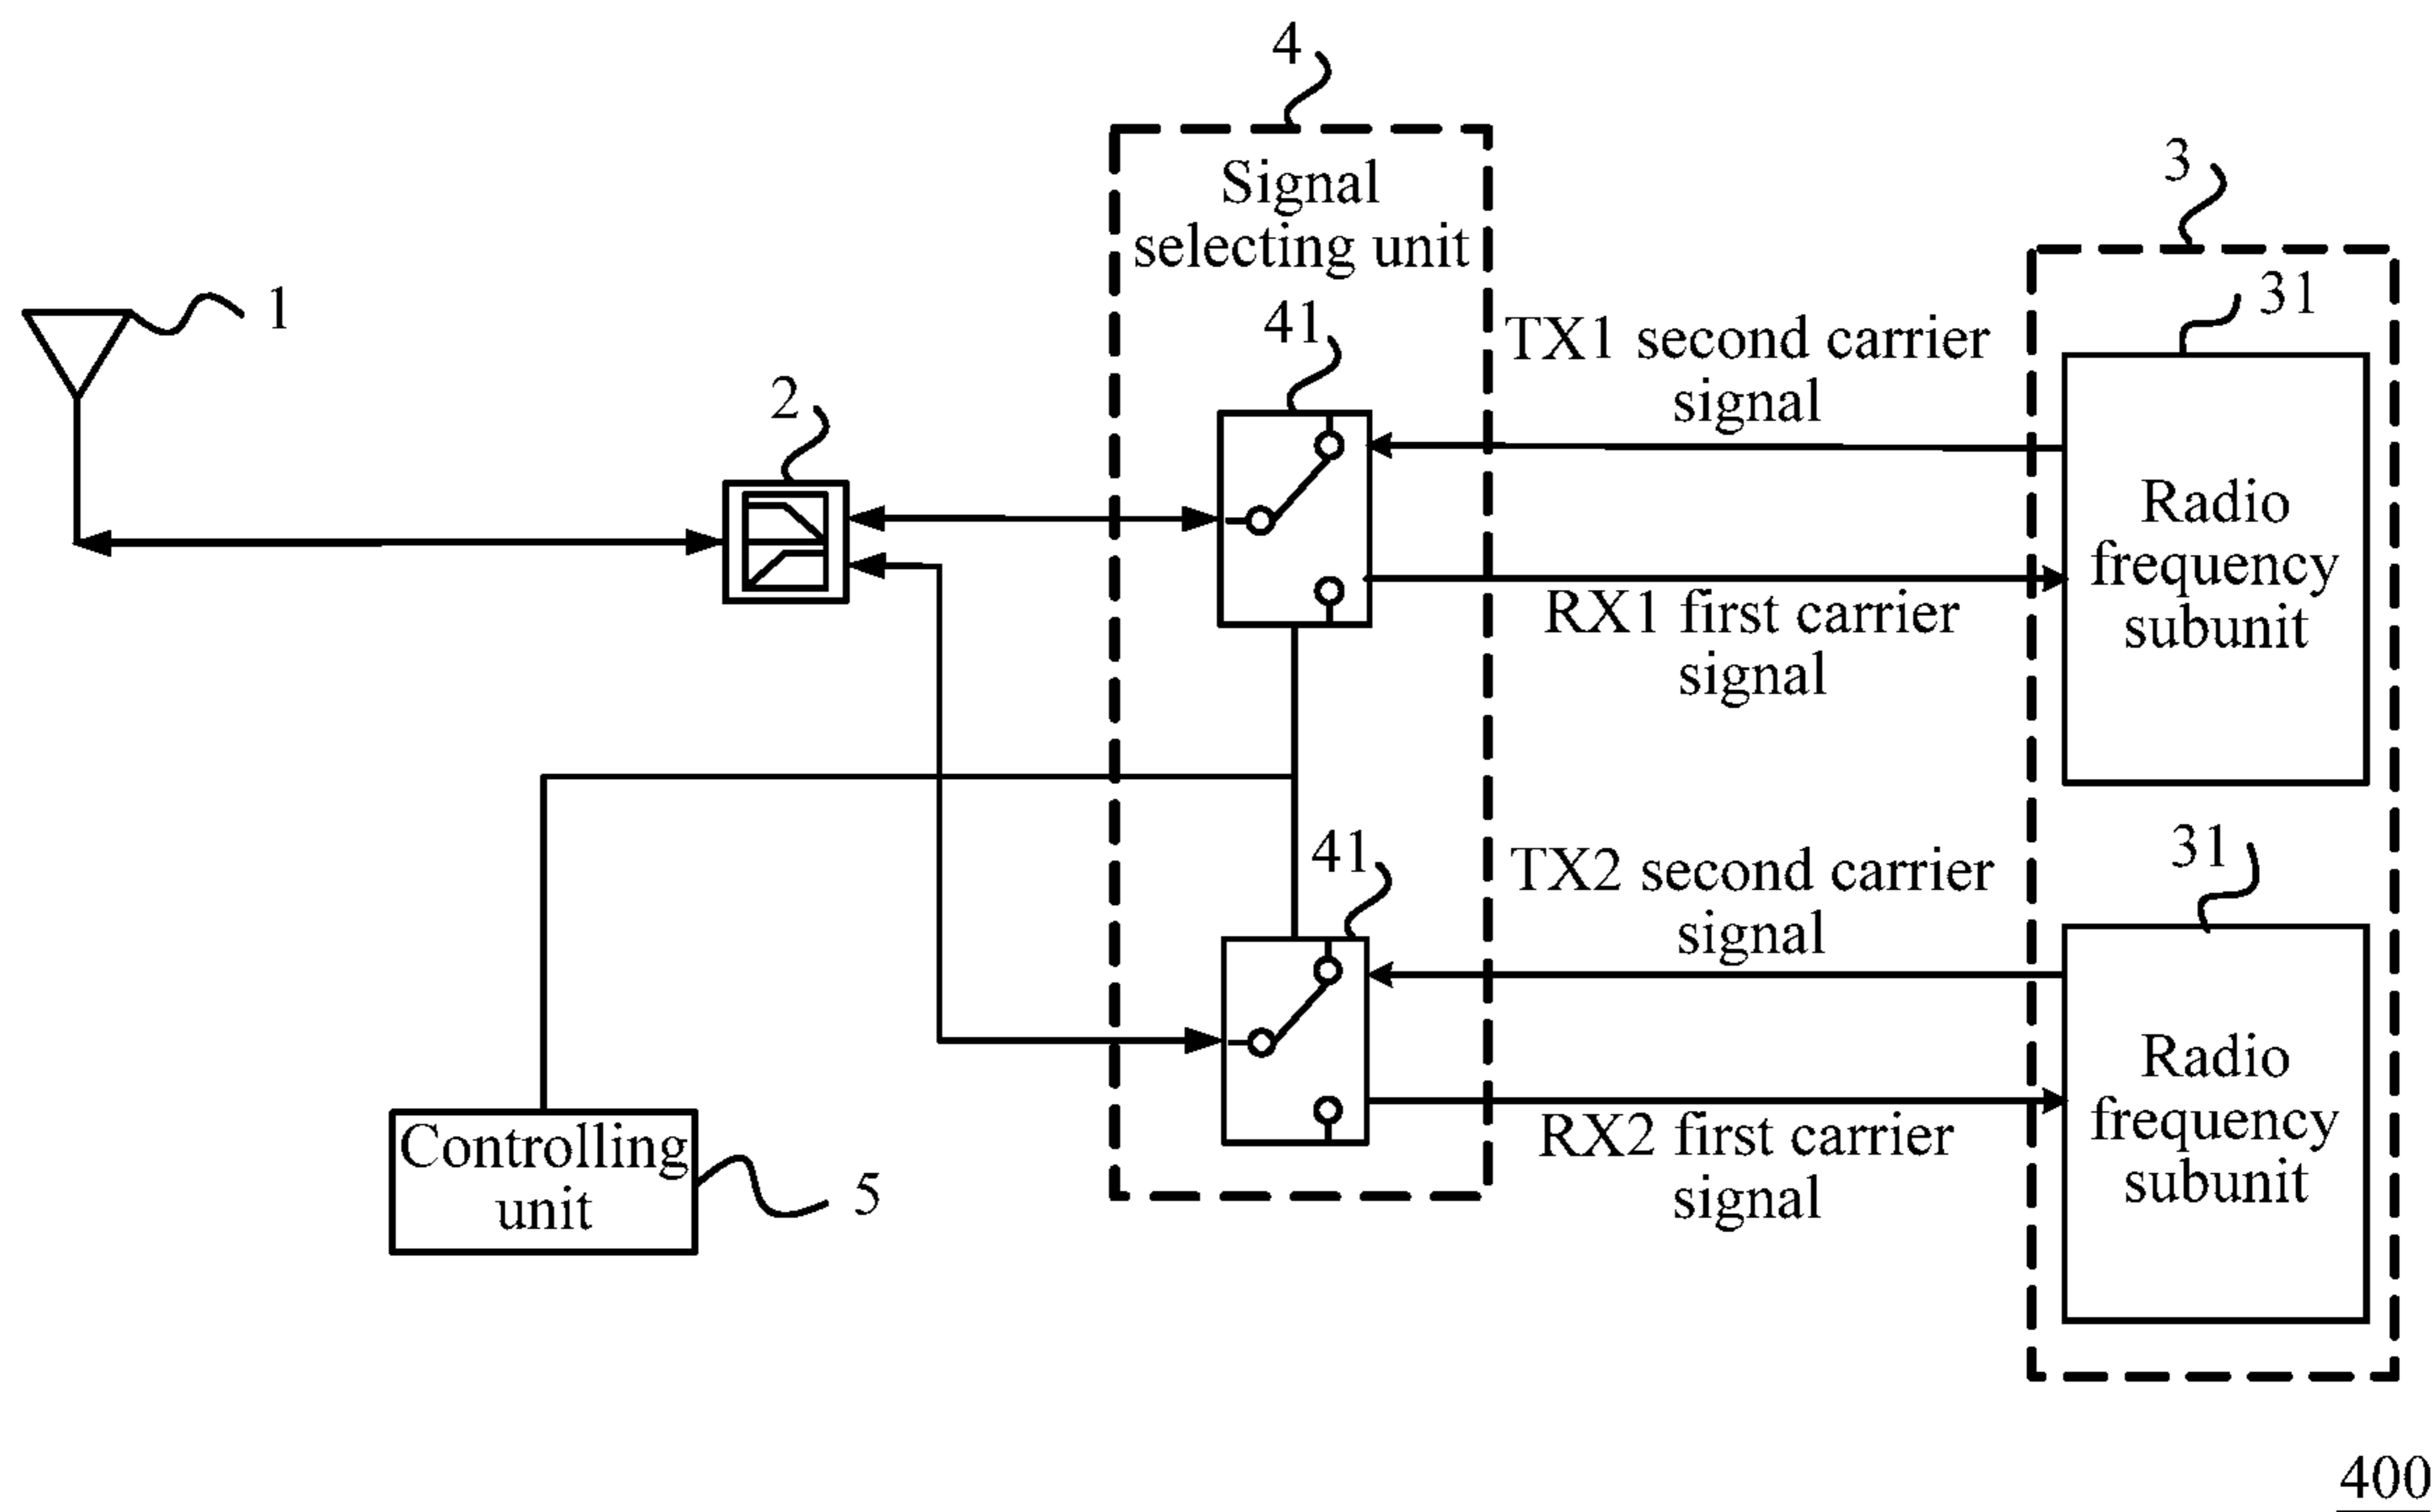 4
Signal
selecting unit
3
31
1
41
TX1 second carrier
signal
2
Radio
frequency
subunit
RX1 first carrier
signal
41
TX2 second carrier
signal
31
Controlling
unit
5
Radio
frequency
subunit
RX2 first carrier
signal
400